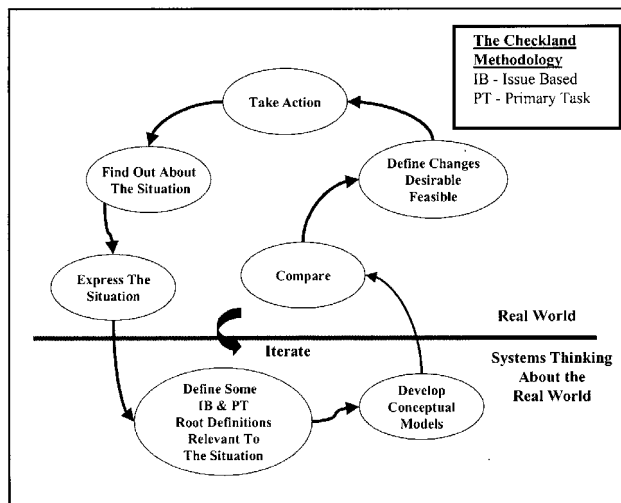 The Checkland
Methodology
IB - Issue Based
PT - Primary Task
Take Action
Find Out About
The Situation
Define Changes
Desirable
Feasible
Express The
Situation
Compare
Real World
Iterate
Systems Thinking
About the
Real World
Define Some
IB & PT
Root Definitions
Relevant To
The Situation
Develop
Conceptual
Models